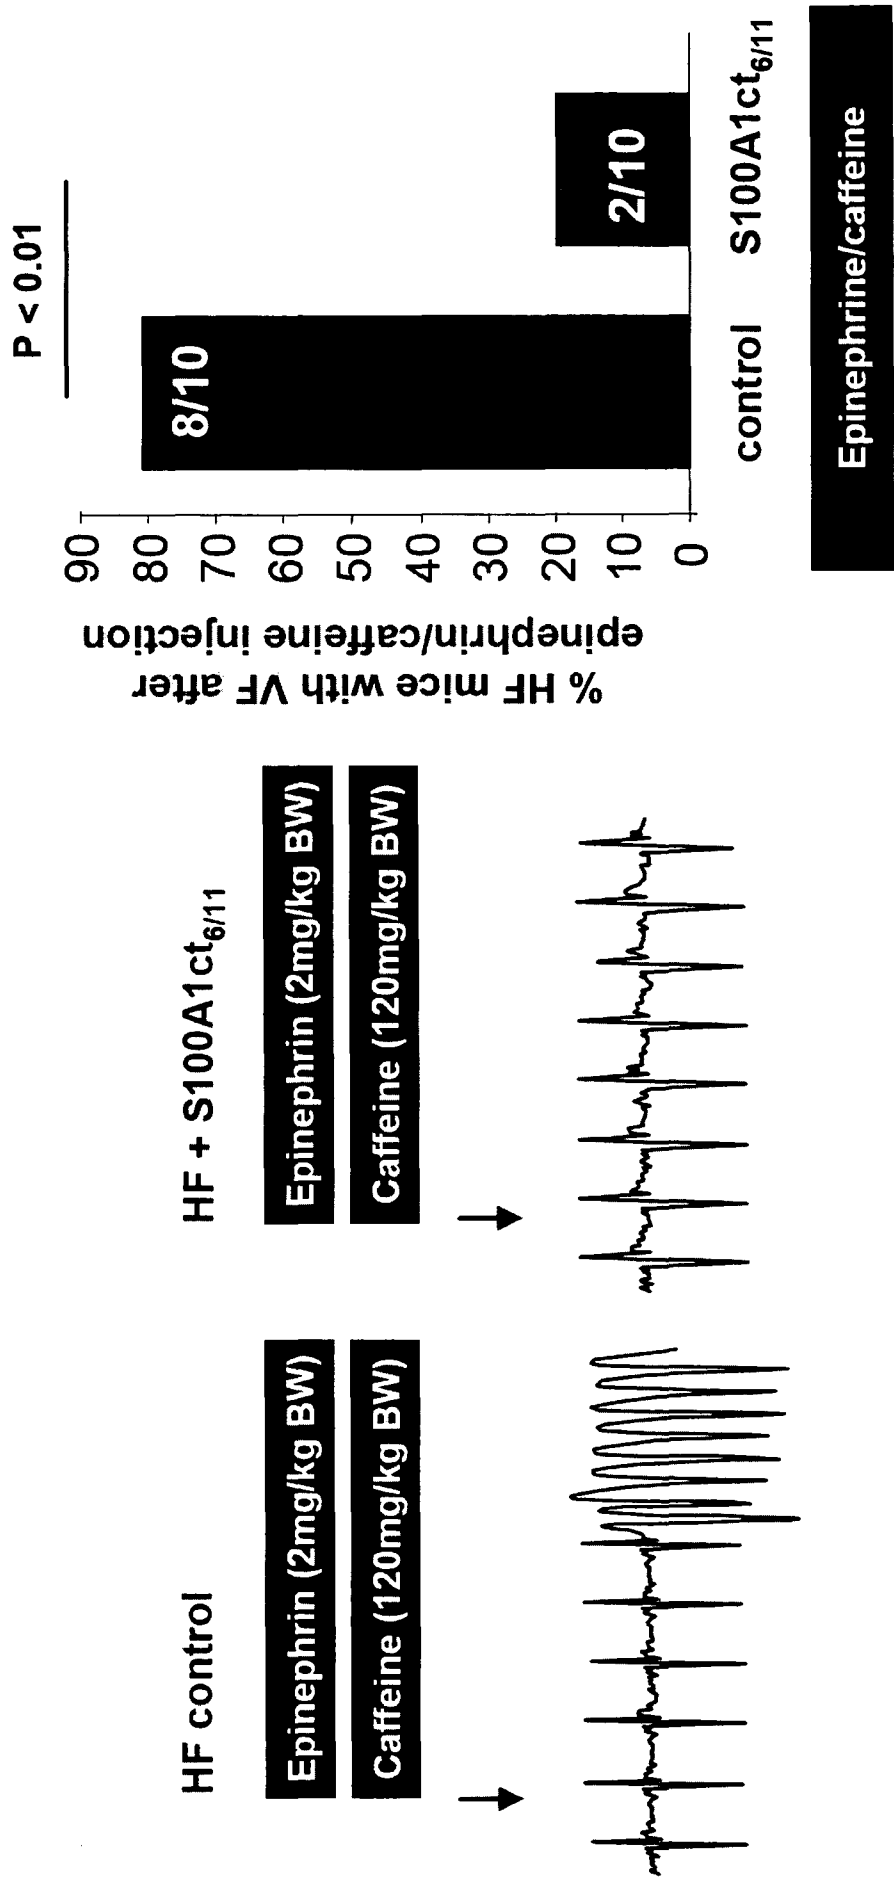 HF control
Epinephrin (2mg/kg BW)
Caffeine (120mg/kg BW)
HF + S100A1ct6/11
Epinephrin (2mg/kg BW)
Caffeine (120mg/kg BW)
% HF mice with VF after
epinephrin/caffeine injection
90
80
70
60
50
40
30
20
10
0
P < 0.01
8/10
2/10
control
S100A1ct6/11
Epinephrine/caffeine